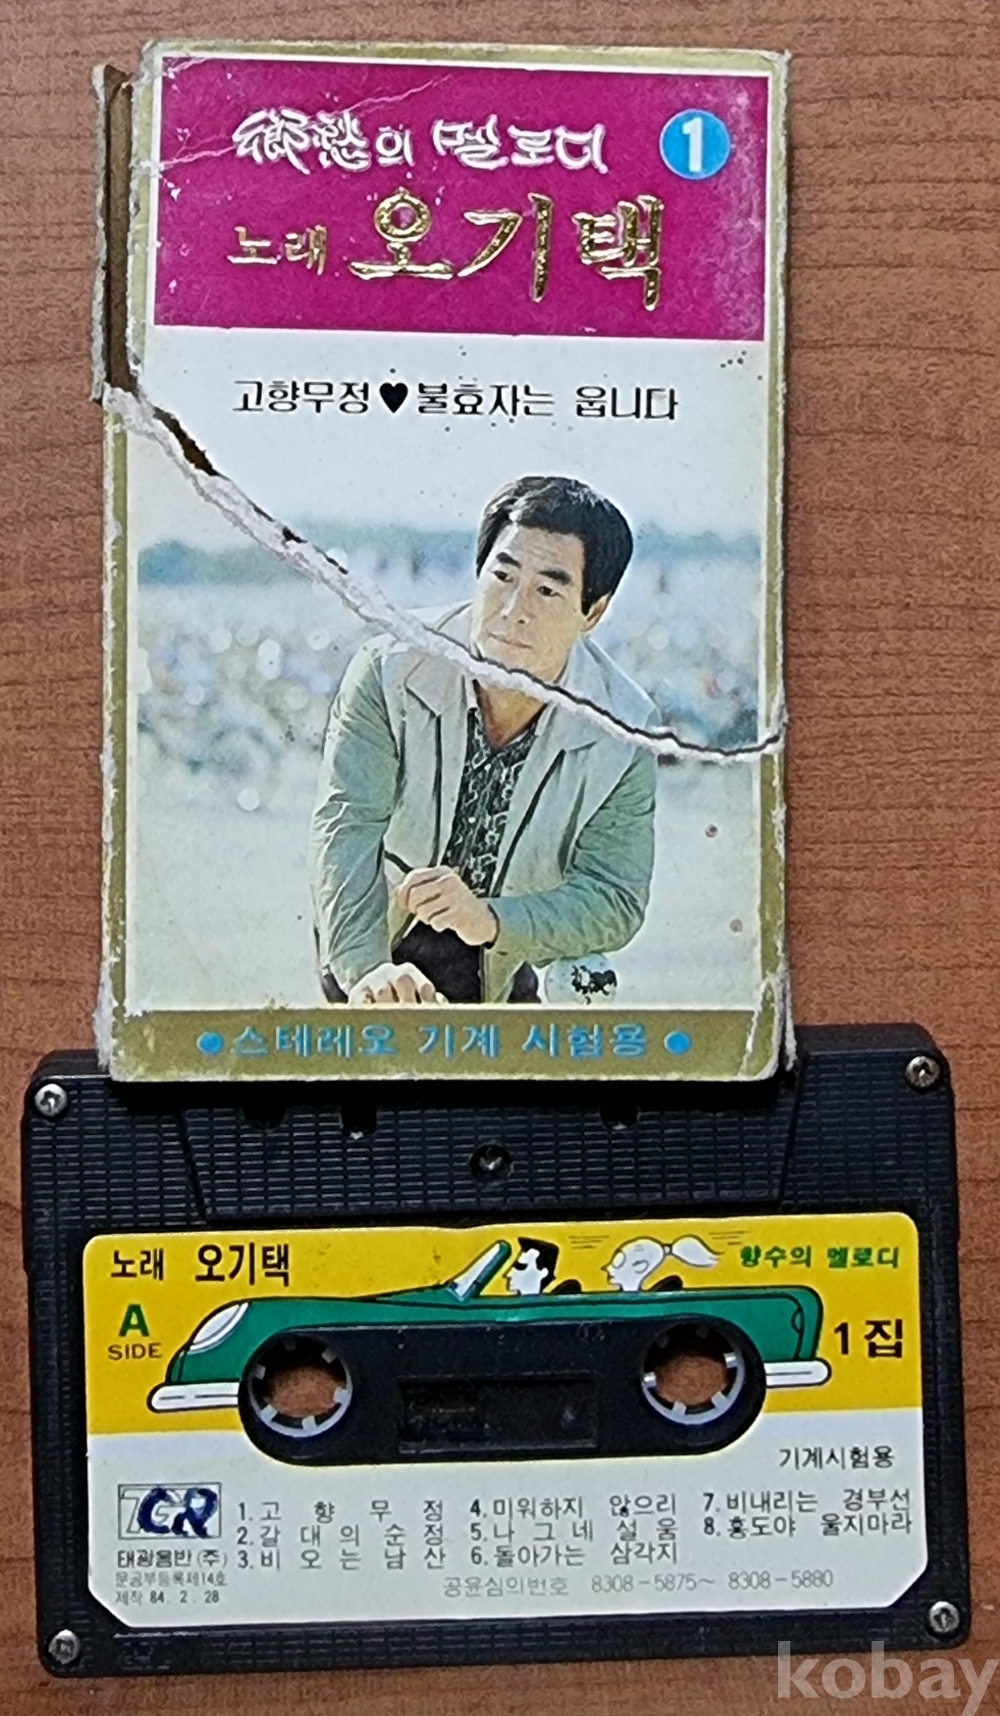 鄕愁의 멜로디 1
노래 오기택
고향무정♥불효자는 웁니다
● 스테레오 기계 시험용 ●
노래 오기택
향수의 멜로디
A
SIDE
1집
기계시험용
TGR
태광음반(주)
문공부등록제14호
제작 84. 2. 28
1. 고향무정
2. 갈대의순정
3. 비오는남산
4. 미워하지 않으리
5. 나그네 설움
6. 돌아가는 삼각지
7. 비내리는 경부선
8. 홍도야 울지마라
공윤심의번호 8308-5875~ 8308-5880
kobay